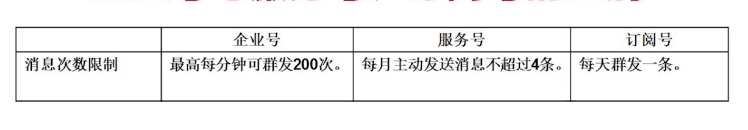 企业号 服务号 订阅号
消息次数限制 最高每分钟可群发200次。 每月主动发送消息不超过4条。 每天群发一条。